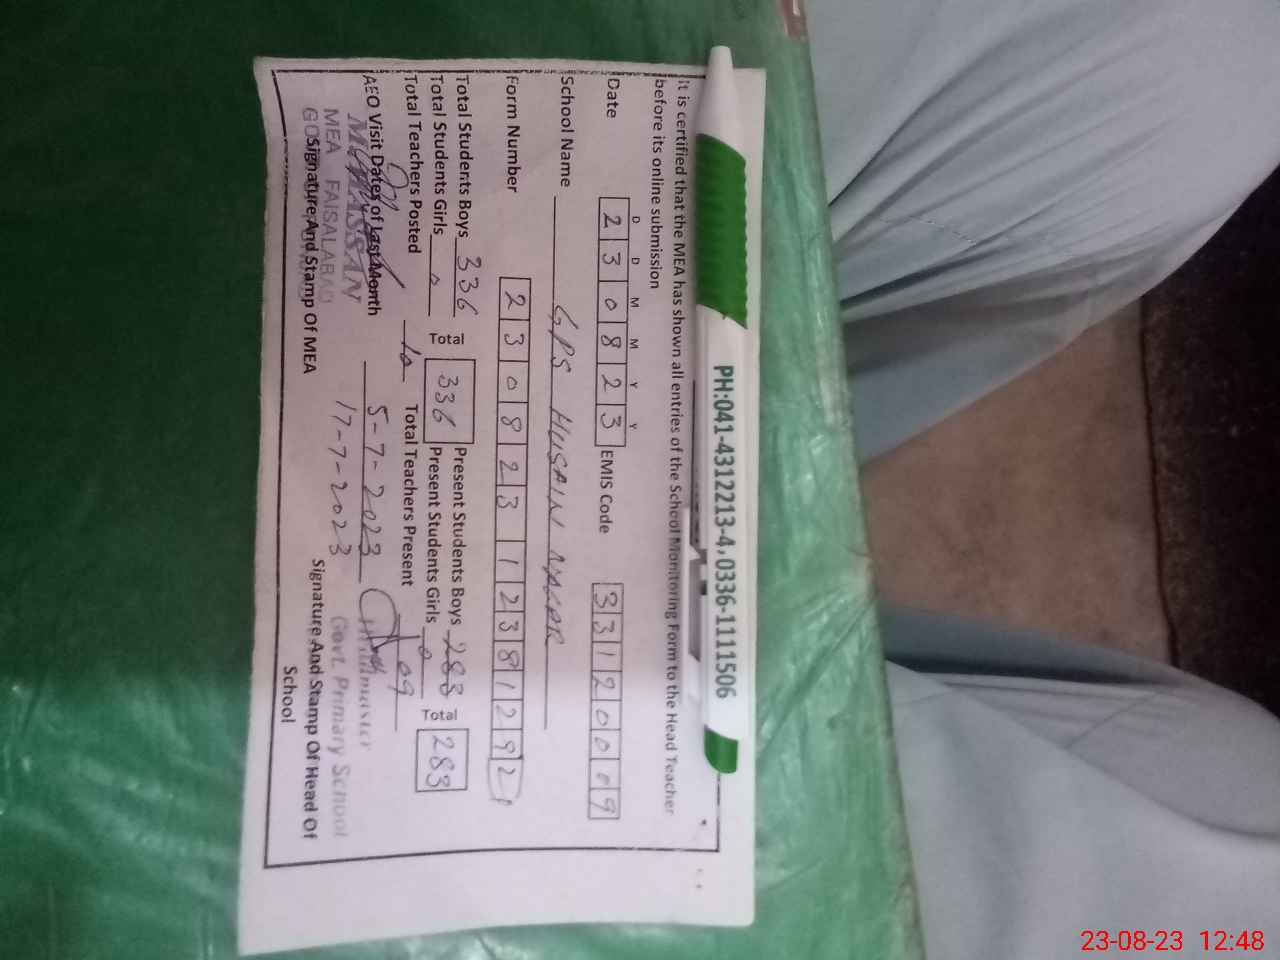 PH:041-4312213-4,0336-1111506
It is certified that the MEA has shown all entries of the School Monitoring Form to the Head Teacher
before its online submission
D D M M Y Y
Date 2 3 0 8 2 3 EMIS Code 3 3 1 2 0 0 0 9
School Name GPS HUSAIN NAGAR
Form Number 2 3 0 8 2 3 1 2 3 8 1 2 9 2
Total Students Boys 336 Total 336 Present Students Boys 283 Total 283
Total Students Girls 0 Present Students Girls 0
Total Teachers Posted 10 Total Teachers Present 09
AEO Visit Dates of Last Month 5-7-2023
17-7-2023
MEA FAISALABAD
Govt. Primary School
Signature And Stamp Of MEA
Signature And Stamp Of Head Of
School
23-08-23 12:48